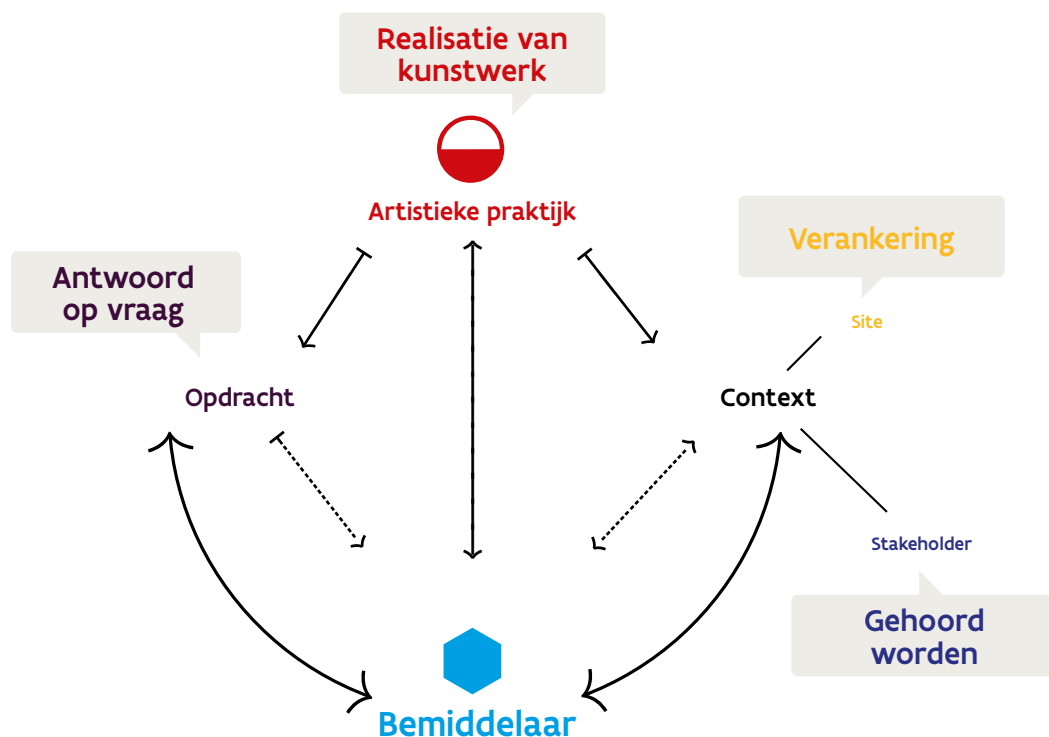 Realisatie van
kunstwerk
Artistieke praktijk
Verankering
Antwoord
op vraag
Site
Opdracht
Context
Stakeholder
Gehoord
worden
Bemiddelaar